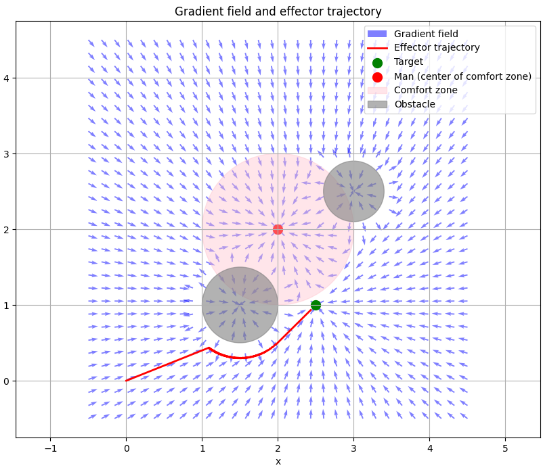 Gradient field and effector trajectory
Gradient field
Effector trajectory
Target
Man (center of comfort zone)
Comfort zone
Obstacle
4
3
2
1
0
−1
0
1
2
3
4
5
x